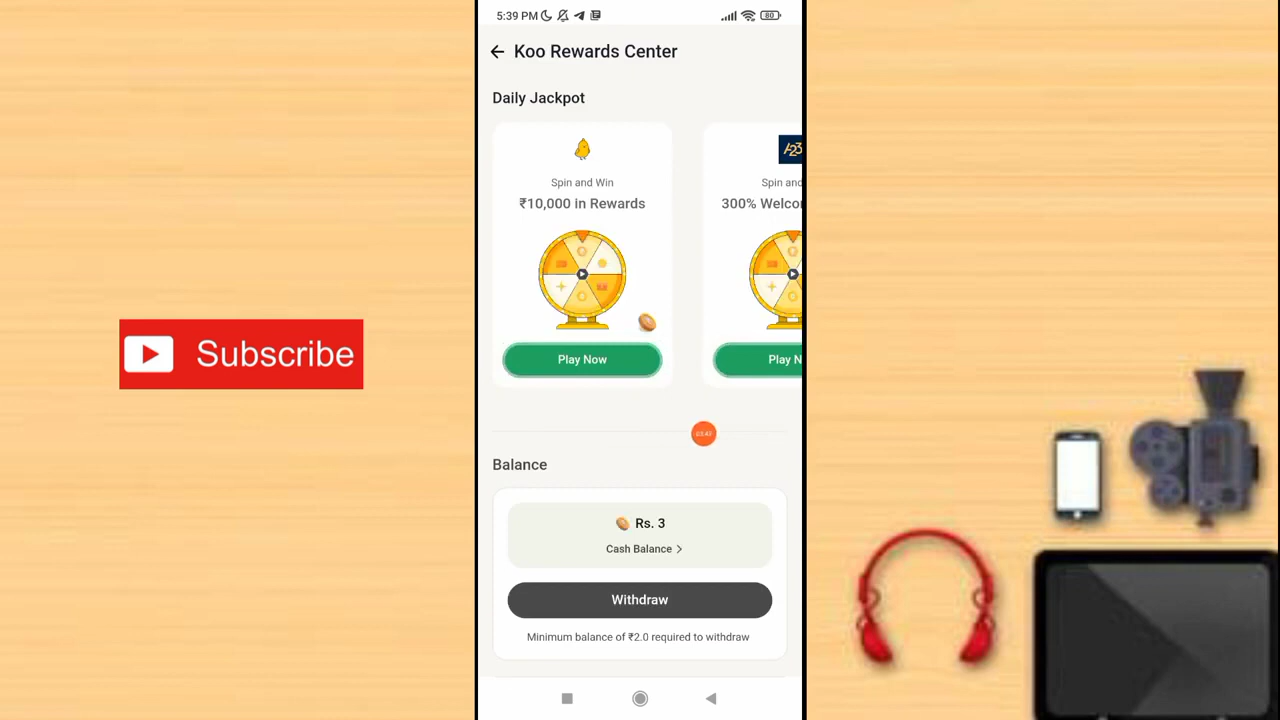 5:39 PM
80
Koo Rewards Center
Daily Jackpot
Spin and Win
₹10,000 in Rewards
Play Now
A23
Spin and
300% Welco
Play N
Balance
Rs. 3
Cash Balance >
Withdraw
Minimum balance of ₹2.0 required to withdraw
Subscribe